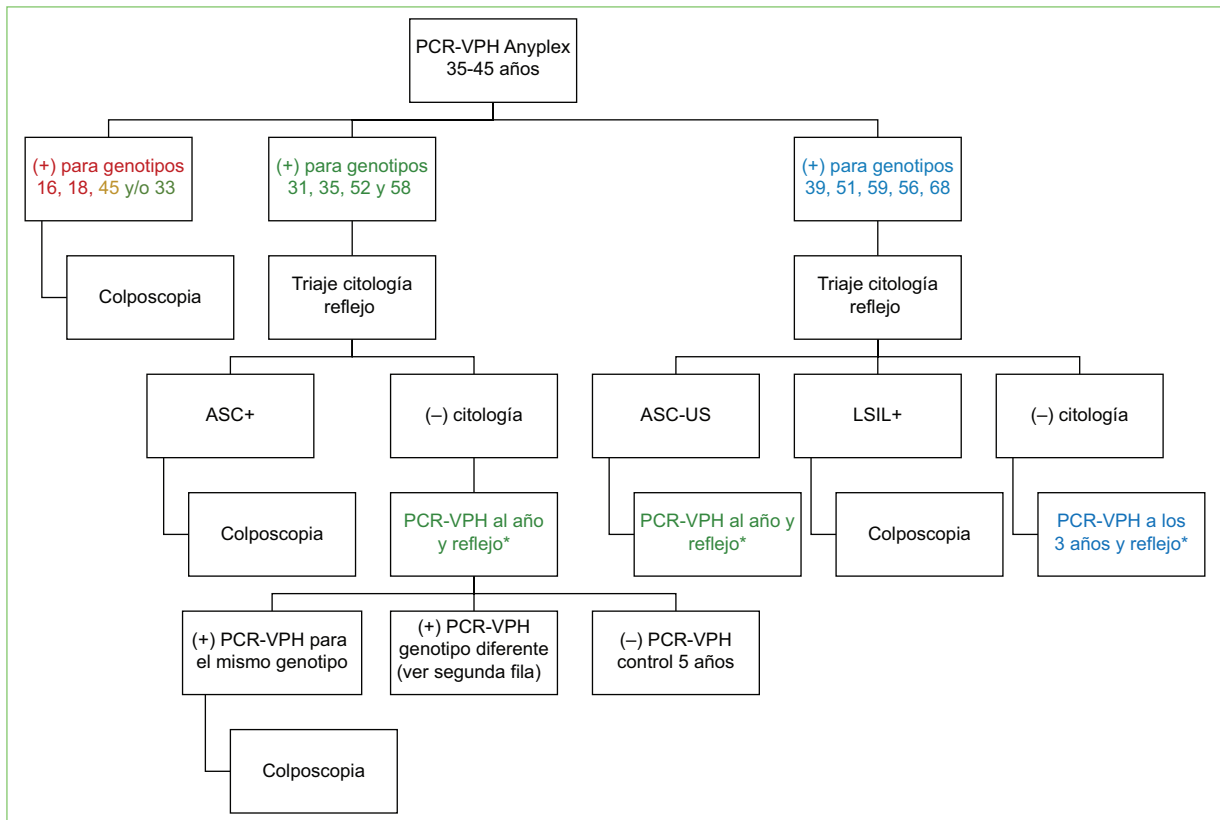 PCR-VPH Anyplex
35-45 años
(+) para genotipos
16, 18, 45 y/o 33
(+) para genotipos
31, 35, 52 y 58
(+) para genotipos
39, 51, 59, 56, 68
Colposcopia
Triaje citología
reflejo
Triaje citología
reflejo
ASC+
(–) citología
ASC-US
LSIL+
(–) citología
Colposcopia
PCR-VPH al año
y reflejo*
PCR-VPH al año y
reflejo*
Colposcopia
PCR-VPH a los
3 años y reflejo*
(+) PCR-VPH para
el mismo genotipo
(+) PCR-VPH
genotipo diferente
(ver segunda fila)
(–) PCR-VPH
control 5 años
Colposcopia